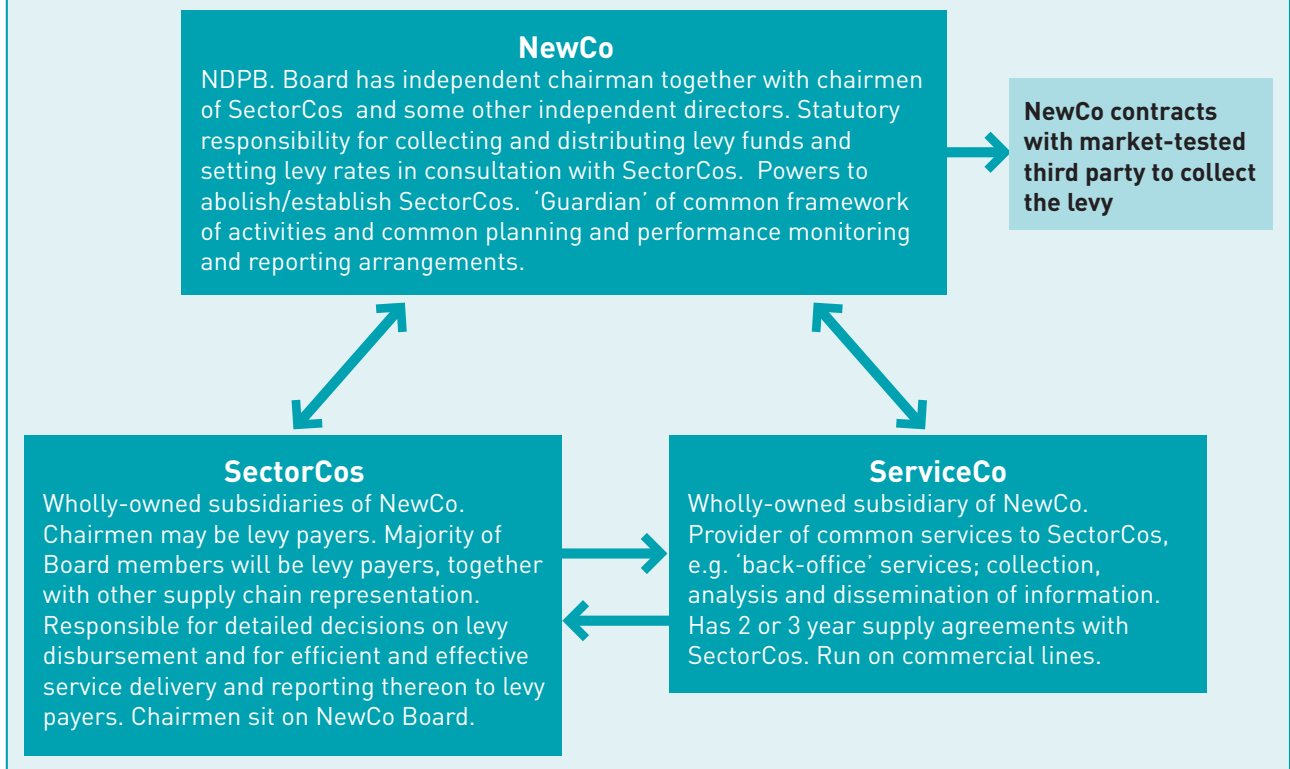 NewCo
NDPB. Board has independent chairman together with chairmen
of SectorCos and some other independent directors. Statutory
responsibility for collecting and distributing levy funds and
setting levy rates in consultation with SectorCos. Powers to
abolish/establish SectorCos. ‘Guardian’ of common framework
of activities and common planning and performance monitoring
and reporting arrangements.
NewCo contracts
with market-tested
third party to collect
the levy
SectorCos
Wholly-owned subsidiaries of NewCo.
Chairmen may be levy payers. Majority of
Board members will be levy payers, together
with other supply chain representation.
Responsible for detailed decisions on levy
disbursement and for efficient and effective
service delivery and reporting thereon to levy
payers. Chairmen sit on NewCo Board.
ServiceCo
Wholly-owned subsidiary of NewCo.
Provider of common services to SectorCos,
e.g. ‘back-office’ services; collection,
analysis and dissemination of information.
Has 2 or 3 year supply agreements with
SectorCos. Run on commercial lines.